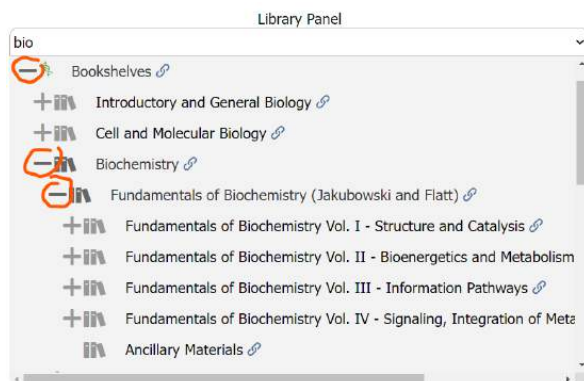 Library Panel
bio
Bookshelves
Introductory and General Biology
Cell and Molecular Biology
Biochemistry
Fundamentals of Biochemistry (Jakubowski and Flatt)
Fundamentals of Biochemistry Vol. I - Structure and Catalysis
Fundamentals of Biochemistry Vol. II - Bioenergetics and Metabolism
Fundamentals of Biochemistry Vol. III - Information Pathways
Fundamentals of Biochemistry Vol. IV - Signaling, Integration of Meta
Ancillary Materials